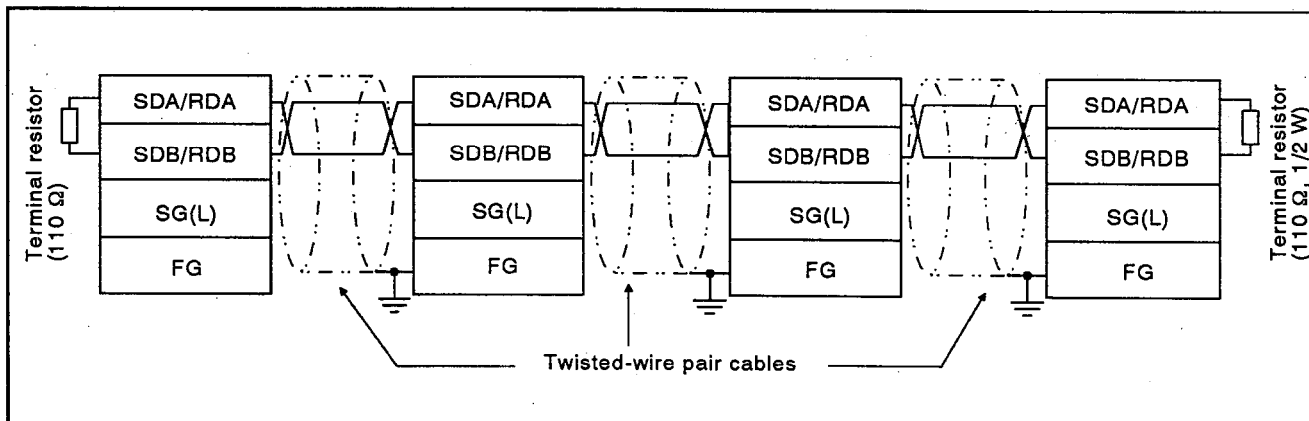 Terminal resistor
(110 Ω)
SDA/RDA
SDB/RDB
SG(L)
FG
SDA/RDA
SDB/RDB
SG(L)
FG
SDA/RDA
SDB/RDB
SG(L)
FG
SDA/RDA
SDB/RDB
SG(L)
FG
Terminal resistor
(110 Ω, 1/2 W)
Twisted-wire pair cables